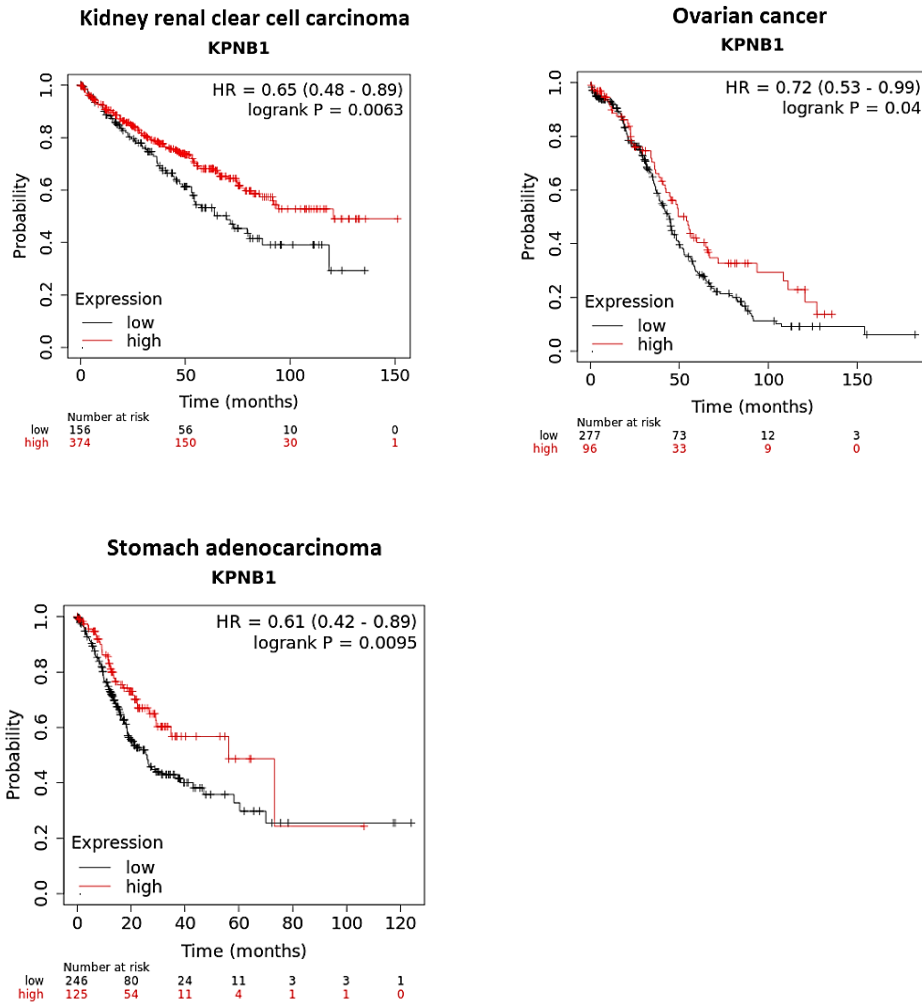 Kidney renal clear cell carcinoma
KPNB1
HR = 0.65 (0.48 - 0.89)
logrank P = 0.0063
Probability
1.0
0.8
0.6
0.4
0.2
0.0
Expression
low
high
0 50 100 150
Time (months)
Number at risk
low 156 56 10 0
high 374 150 30 1
Ovarian cancer
KPNB1
HR = 0.72 (0.53 - 0.99)
logrank P = 0.04
Probability
1.0
0.8
0.6
0.4
0.2
0.0
Expression
low
high
0 50 100 150
Time (months)
Number at risk
low 277 73 12 3
high 96 33 9 0
Stomach adenocarcinoma
KPNB1
HR = 0.61 (0.42 - 0.89)
logrank P = 0.0095
Probability
1.0
0.8
0.6
0.4
0.2
0.0
Expression
low
high
0 20 40 60 80 100 120
Time (months)
Number at risk
low 246 80 24 11 3 3 1
high 125 54 11 4 1 1 0